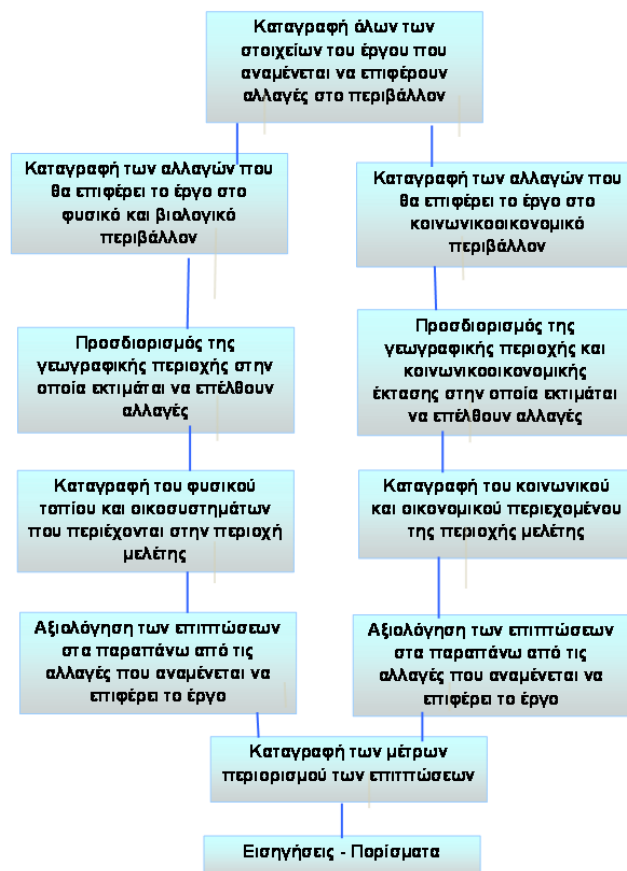 Καταγραφή όλων των
στοιχείων του έργου που
αναμένεται να επιφέρουν
αλλαγές στο περιβάλλον
Καταγραφή των αλλαγών που
θα επιφέρει το έργο στο
φυσικό και βιολογικό
περιβάλλον
Καταγραφή των αλλαγών που
θα επιφέρει το έργο στο
κοινωνικοοικονομικό
περιβάλλον
Προσδιορισμός της
γεωγραφικής περιοχής στην
οποία εκτιμάται να επέλθουν
αλλαγές
Προσδιορισμός της
γεωγραφικής περιοχής και
κοινωνικοοικονομικής
έκτασης στην οποία εκτιμάται
να επέλθουν αλλαγές
Καταγραφή του φυσικού
τοπίου και οικοσυστημάτων
που περιέχονται στην περιοχή
μελέτης
Καταγραφή του κοινωνικού
και οικονομικού περιεχομένου
της περιοχής μελέτης
Αξιολόγηση των επιπτώσεων
στα παραπάνω από τις
αλλαγές που αναμένεται να
επιφέρει το έργο
Αξιολόγηση των επιπτώσεων
στα παραπάνω από τις
αλλαγές που αναμένεται να
επιφέρει το έργο
Καταγραφή των μέτρων
περιορισμού των επιπτώσεων
Εισηγήσεις - Πορίσματα